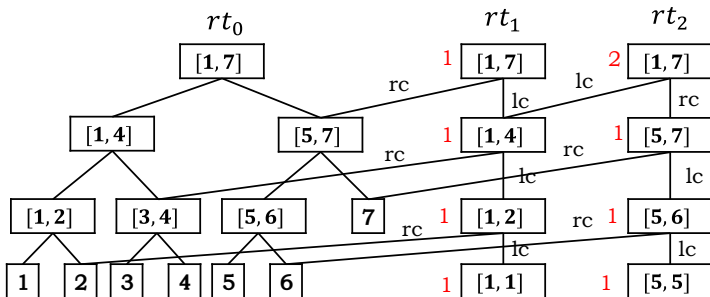 rt₀ rt₁ rt₂
[1,7] 1 [1,7] 2 [1,7]
rc lc lc rc
[1,4] [5,7] 1 [1,4] 1 [5,7]
rc rc lc lc
[1,2] [3,4] [5,6] 7 1 [1,2] 1 [5,6]
rc rc lc lc
1 2 3 4 5 6 1 [1,1] 1 [5,5]